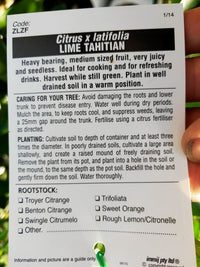 1/14
Code:
ZLZF
Citrus x latifolia
LIME TAHITIAN
Heavy bearing, medium sized fruit, very juicy
and seedless. Ideal for cooking and for refreshing
drinks. Harvest while still green. Plant in well
drained soil in a warm position.
CARING FOR YOUR TREE: Avoid damaging the roots and lower
trunk to prevent disease entry. Water well during dry periods.
Mulch the area, to keep roots cool, and suppress weeds, leaving
a 25mm gap around the trunk. Fertilise using a citrus fertiliser
as directed.
PLANTING: Cultivate soil to depth of container and at least three
times the diameter. In poorly drained soils, cultivate a large area
shallowly, and create a raised mound of freely draining soil.
Remove the plant from its pot, and plant into a hole in the soil or
the mound, to the same depth as the pot soil. Backfill the hole and
gently firm down the soil. Water thoroughly.
ROOTSTOCK:
Troyer Citrange
Trifoliata
Benton Citrange
Sweet Orange
Swingle Citrumelo
Rough Lemon/Citronelle
Other.
Information and picture are a guide only.